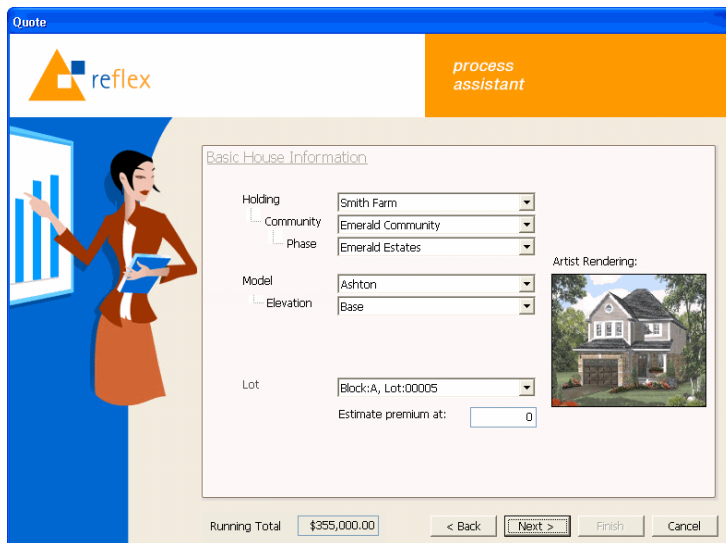 Quote
reflex
process
assistant
Basic House Information
Holding Smith Farm
Community Emerald Community
Phase Emerald Estates
Artist Rendering:
Model Ashton
Elevation Base
Lot Block:A, Lot:00005
Estimate premium at: 0
Running Total $355,000.00 < Back Next > Finish Cancel